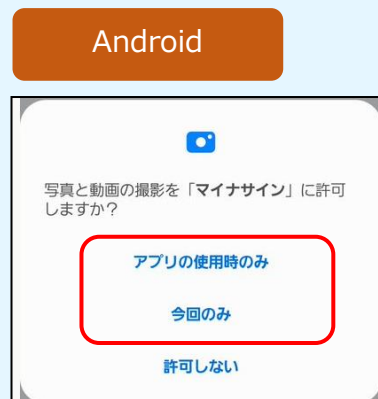 Android
写真と動画の撮影を「マイナサイン」に許可
しますか？
アプリの使用時のみ
今回のみ
許可しない